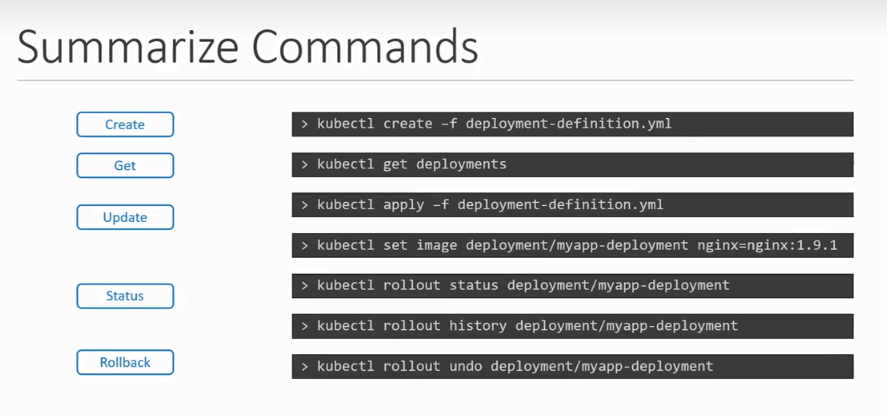 Summarize Commands
Create
> kubectl create –f deployment-definition.yml
Get
> kubectl get deployments
Update
> kubectl apply –f deployment-definition.yml
> kubectl set image deployment/myapp-deployment nginx=nginx:1.9.1
Status
> kubectl rollout status deployment/myapp-deployment
> kubectl rollout history deployment/myapp-deployment
Rollback
> kubectl rollout undo deployment/myapp-deployment